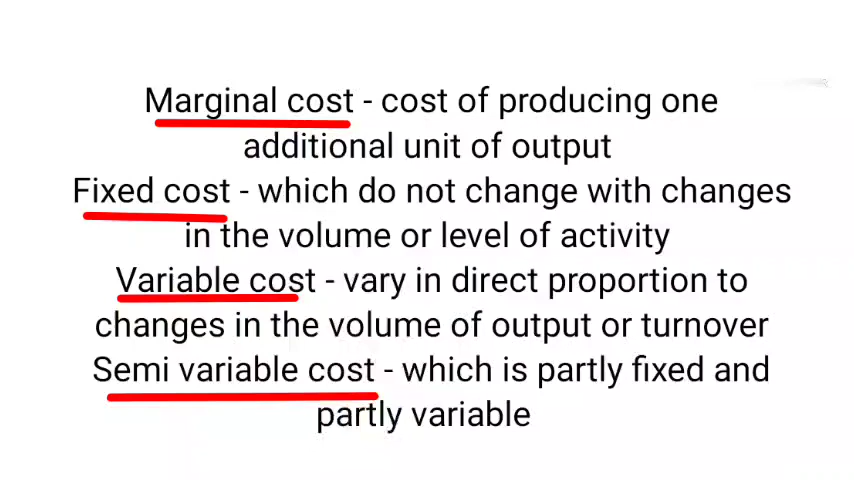 Marginal cost - cost of producing one
additional unit of output
Fixed cost - which do not change with changes
in the volume or level of activity
Variable cost - vary in direct proportion to
changes in the volume of output or turnover
Semi variable cost - which is partly fixed and
partly variable